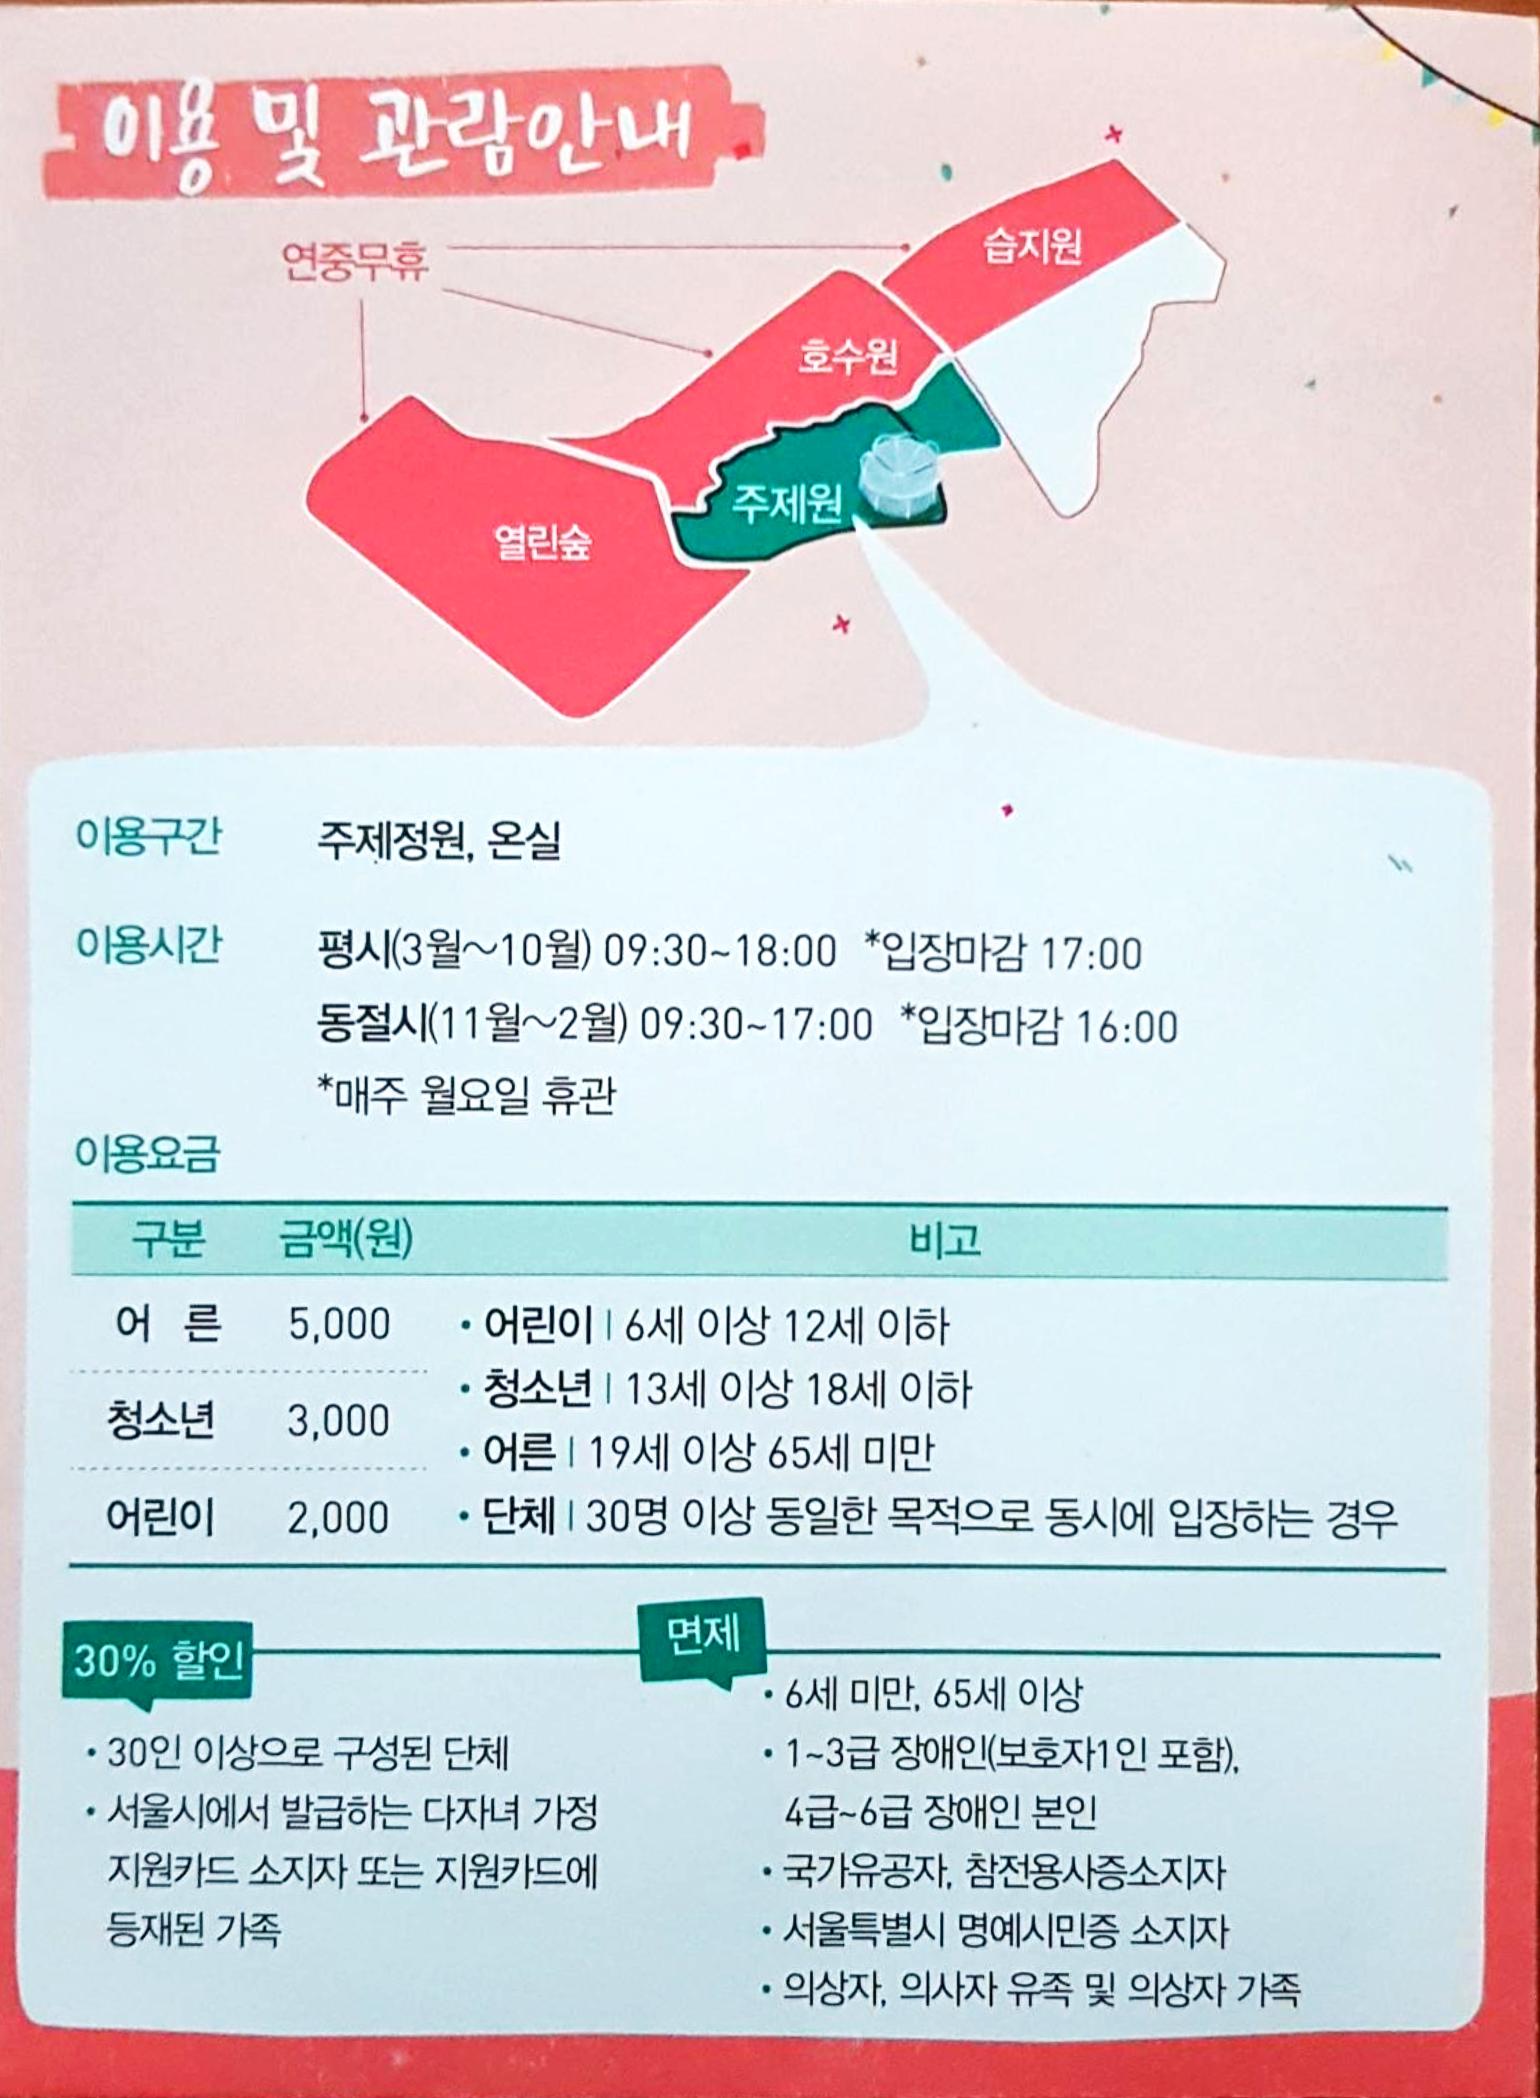 이용 및 관람안내
연중무휴
습지원
호수원
주제원
열린숲
이용구간 주제정원, 온실
이용시간 평시(3월~10월) 09:30~18:00 *입장마감 17:00
동절시(11월~2월) 09:30~17:00 *입장마감 16:00
*매주 월요일 휴관
이용요금
구분 금액(원) 비고
어 른 5,000
청소년 3,000
어린이 2,000
• 어린이 | 6세 이상 12세 이하
• 청소년 | 13세 이상 18세 이하
• 어른 | 19세 이상 65세 미만
• 단체 | 30명 이상 동일한 목적으로 동시에 입장하는 경우
30% 할인
• 30인 이상으로 구성된 단체
• 서울시에서 발급하는 다자녀 가정
지원카드 소지자 또는 지원카드에
등재된 가족
면제
• 6세 미만, 65세 이상
• 1~3급 장애인(보호자1인 포함),
4급~6급 장애인 본인
• 국가유공자, 참전용사증소지자
• 서울특별시 명예시민증 소지자
• 의상자, 의사자 유족 및 의상자 가족